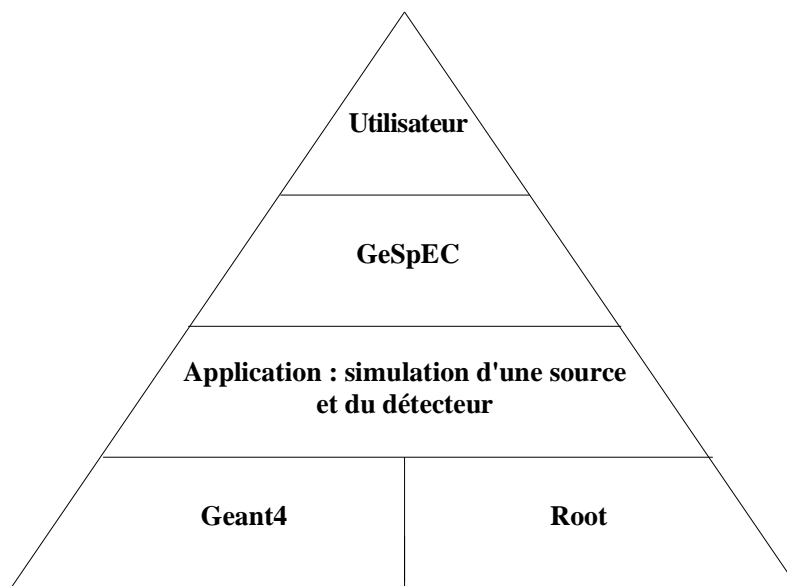 Utilisateur
GeSpEC
Application : simulation d'une source
et du détecteur
Geant4
Root